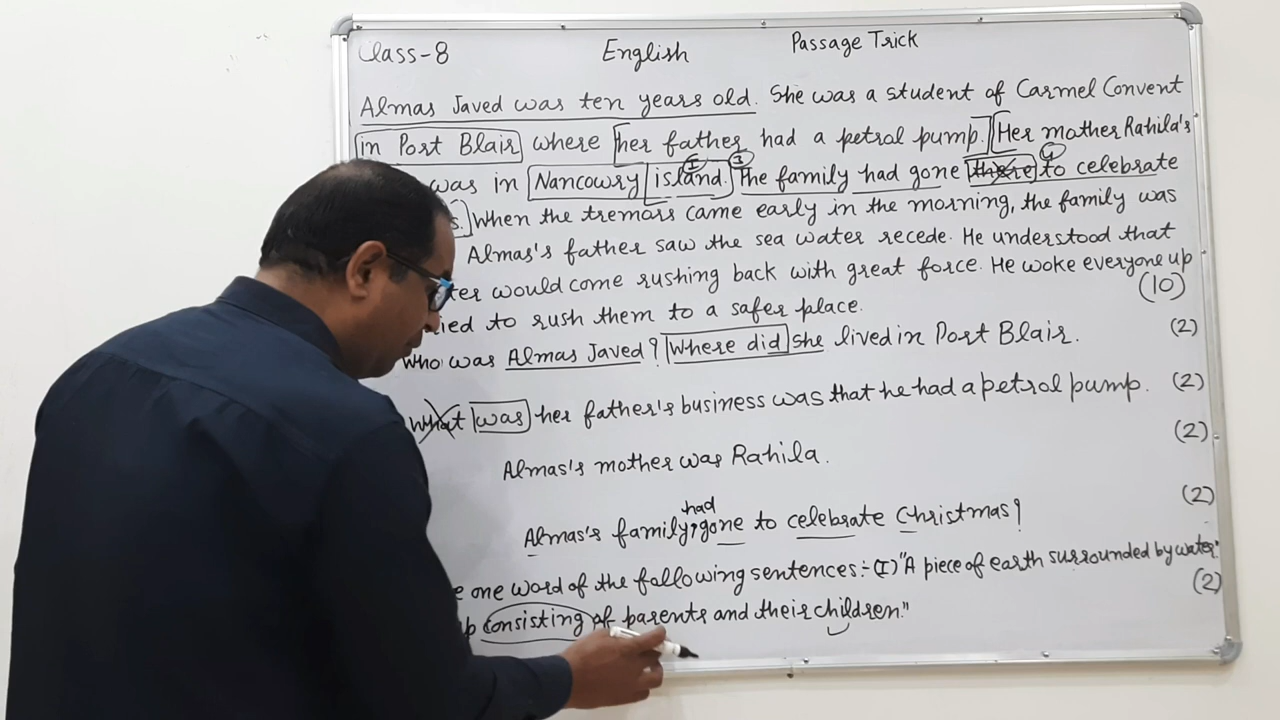 Class-8 English Passage Trick
Almas Javed was ten years old. She was a student of Carmel Convent
in Port Blair where her father had a petrol pump. Her mother Rahila's
was in Nancowry island. The family had gone there to celebrate
s. When the tremors came early in the morning, the family was
Almas's father saw the sea water recede. He understood that
ter would come rushing back with great force. He woke everyone up
ied to rush them to a safer place. (10)
Who was Almas Javed? Where did she lived in Port Blair. (2)
What was her father's business was that he had a petrol pump. (2)
Almas's mother was Rahila. (2)
had
Almas's family, gone to celebrate Christmas? (2)
e one word of the following sentences:- (I) "A piece of earth surrounded by water"
p consisting of parents and their children." (2)